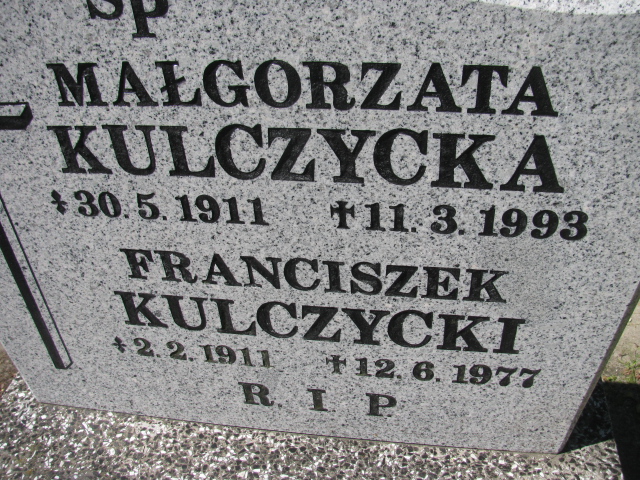 Sp
MAŁGORZATA
KULCZYCKA
* 30. 5. 1911 ✝ 11. 3. 1993
FRANCISZEK
KULCZYCKI
* 2. 2. 1911 ✝ 12. 6. 1977
R I P